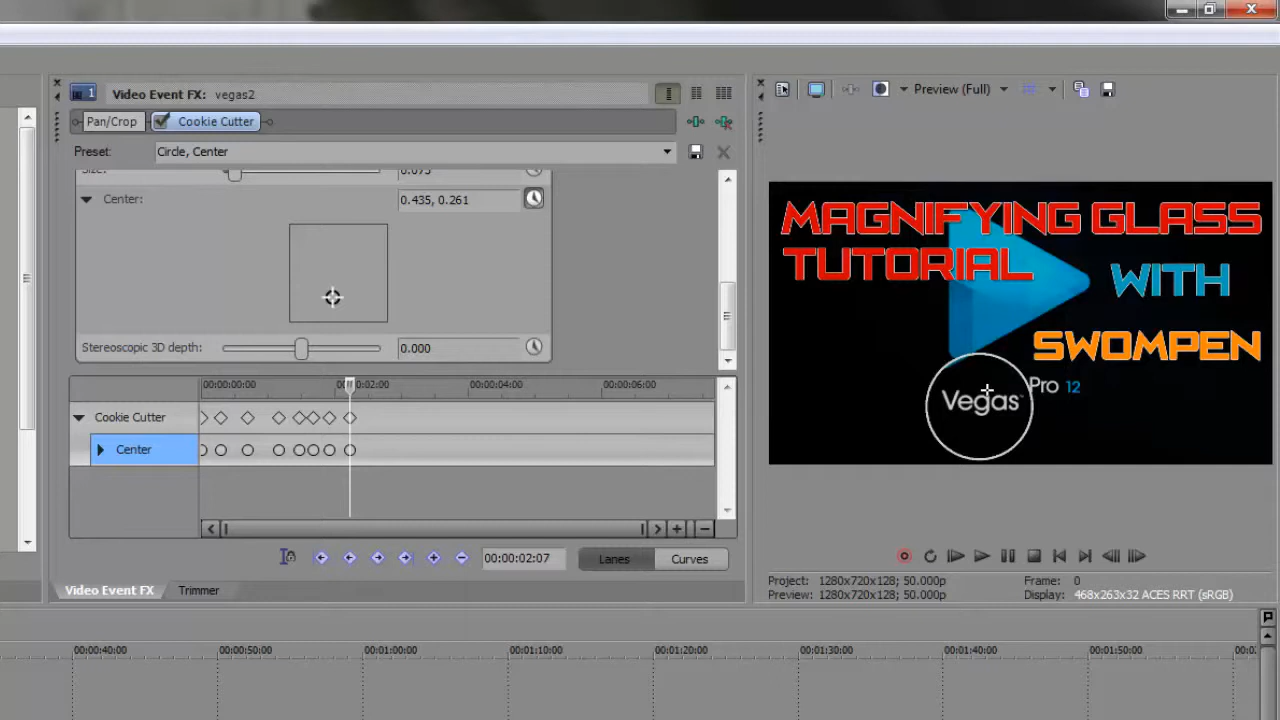 1 Video Event FX: vegas2
Pan/Crop Cookie Cutter
Preset: Circle, Center
Size: 0.075
Center: 0.435, 0.261
Stereoscopic 3D depth: 0.000
00:00:00:00 00:00:02:00 00:00:04:00 00:00:06:00
Cookie Cutter
Center
00:00:02:07 Lanes Curves
Video Event FX Trimmer
Preview (Full)
MAGNIFYING GLASS
TUTORIAL WITH
SWOMPEN
Vegas™ Pro 12
Project: 1280x720x128; 50.000p Frame: 0
Preview: 1280x720x128; 50.000p Display: 468x263x32 ACES RRT (sRGB)
00:00:40:00 00:00:50:00 00:01:00:00 00:01:10:00 00:01:20:00 00:01:30:00 00:01:40:00 00:01:50:00